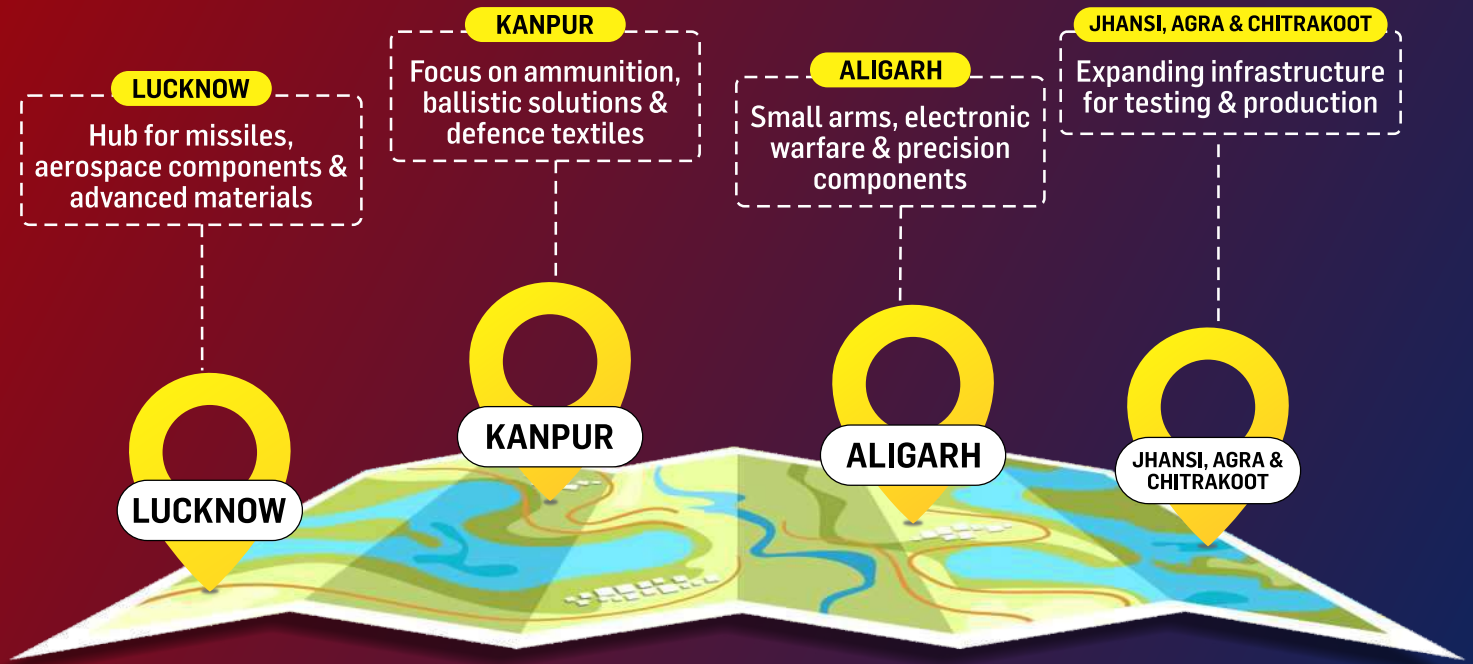 LUCKNOW
Hub for missiles,
aerospace components &
advanced materials
KANPUR
Focus on ammunition,
ballistic solutions &
defence textiles
ALIGARH
Small arms, electronic
warfare & precision
components
JHANSI, AGRA & CHITRAKOOT
Expanding infrastructure
for testing & production
LUCKNOW
KANPUR
ALIGARH
JHANSI, AGRA &
CHITRAKOOT